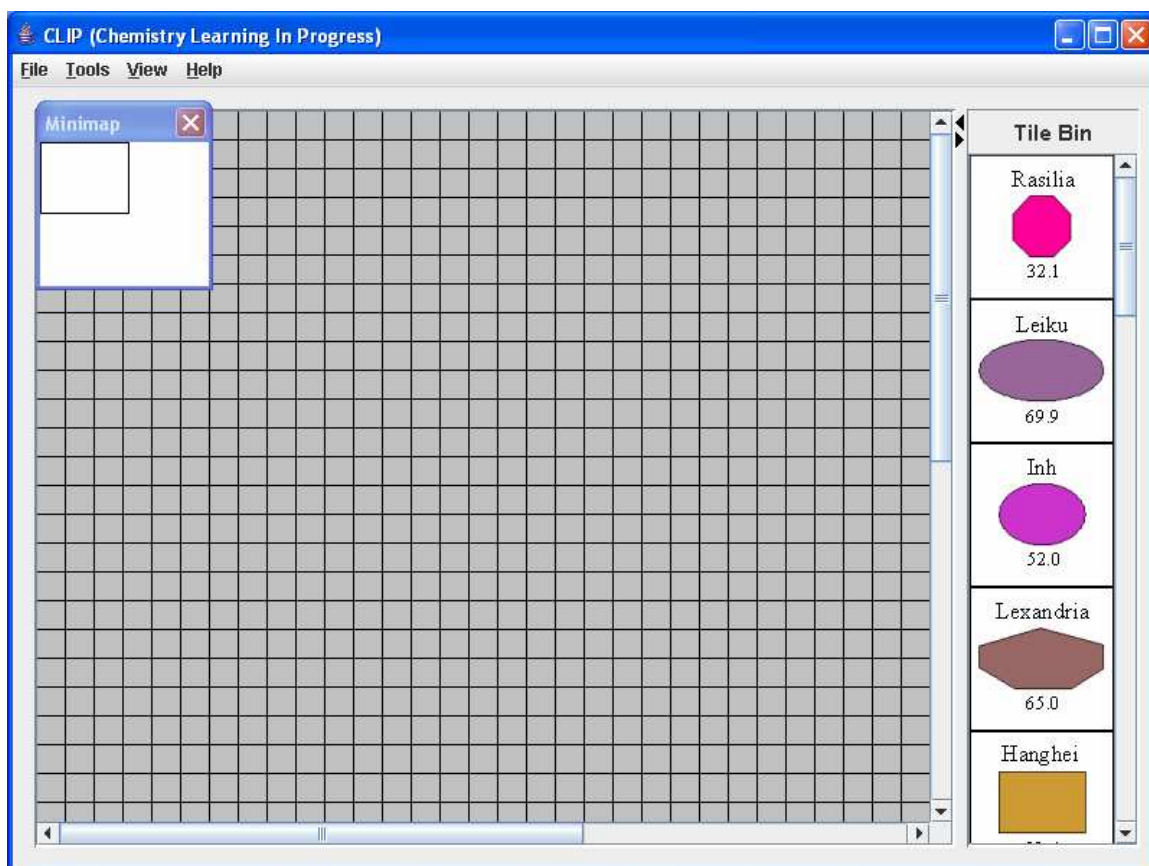 CLIP (Chemistry Learning In Progress)
File Tools View Help
Minimap
Tile Bin
Rasilia
32.1
Leiku
69.9
Inh
52.0
Lexandria
65.0
Hanghei